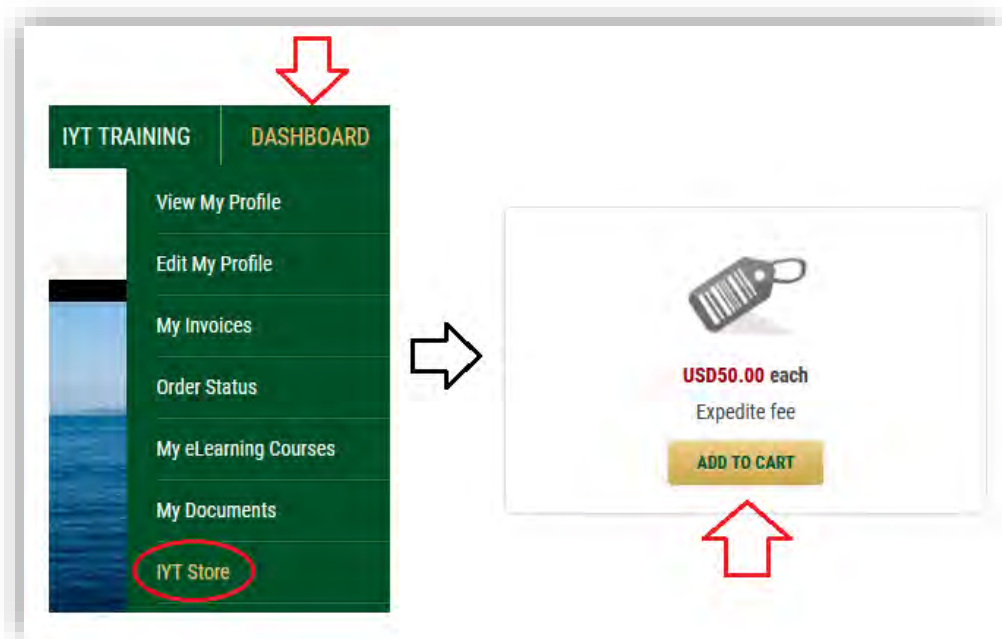 IYT TRAINING
DASHBOARD
View My Profile
Edit My Profile
My Invoices
Order Status
My eLearning Courses
My Documents
IYT Store
USD50.00 each
Expedite fee
ADD TO CART